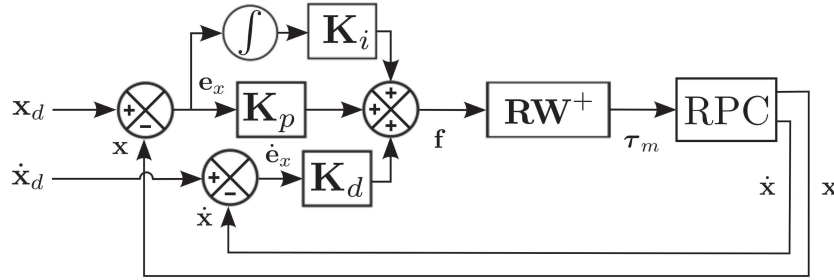 ∫ K_i
x_d + − e_x K_p + + + f RW⁺ τ_m RPC
x
ẋ_d + − ė_x K_d ẋ x
ẋ